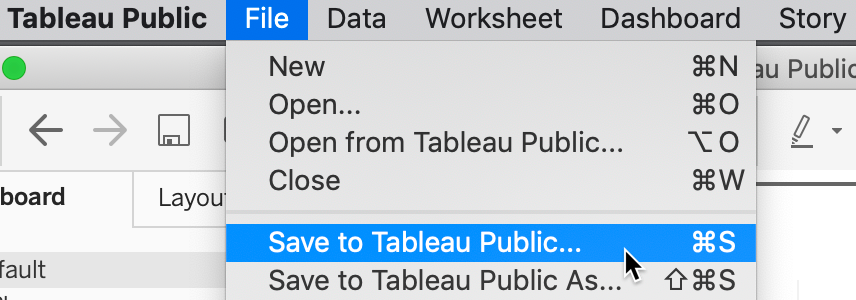 Tableau Public File Data Worksheet Dashboard Story
au Public
New ⌘N
Open... ⌘O
Open from Tableau Public... ⌥O
Close ⌘W
board Layou
Save to Tableau Public... ⌘S
fault
Save to Tableau Public As... ⇧⌘S